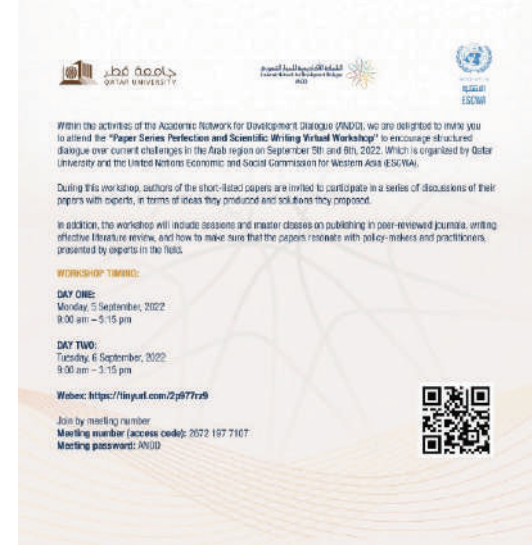 جامعة قطر
QATAR UNIVERSITY
ANDD
ESCWA
Within the activities of the Academic Network for Development Dialogue (ANDD), we are delighted to invite you
to attend the "Paper Series Perfection and Scientific Writing Virtual Workshop" to encourage structured
dialogue over current challenges in the Arab region on September 5th and 6th, 2022. Which is organized by Qatar
University and the United Nations Economic and Social Commission for Western Asia (ESCWA).
During this workshop, authors of the short-listed papers are invited to participate in a series of discussions of their
papers with experts, in terms of ideas they produced and solutions they proposed.
In addition, the workshop will include sessions and master classes on publishing in peer-reviewed journals, writing
effective literature review, and how to make sure that the papers resonate with policy-makers and practitioners,
presented by experts in the field.
WORKSHOP TIMING:
DAY ONE:
Monday, 5 September, 2022
9:00 am – 5:15 pm
DAY TWO:
Tuesday, 6 September, 2022
9:00 am – 3:15 pm
Webex: https://tinyurl.com/2p977rz9
Join by meeting number
Meeting number (access code): 2672 197 7167
Meeting password: ANDD